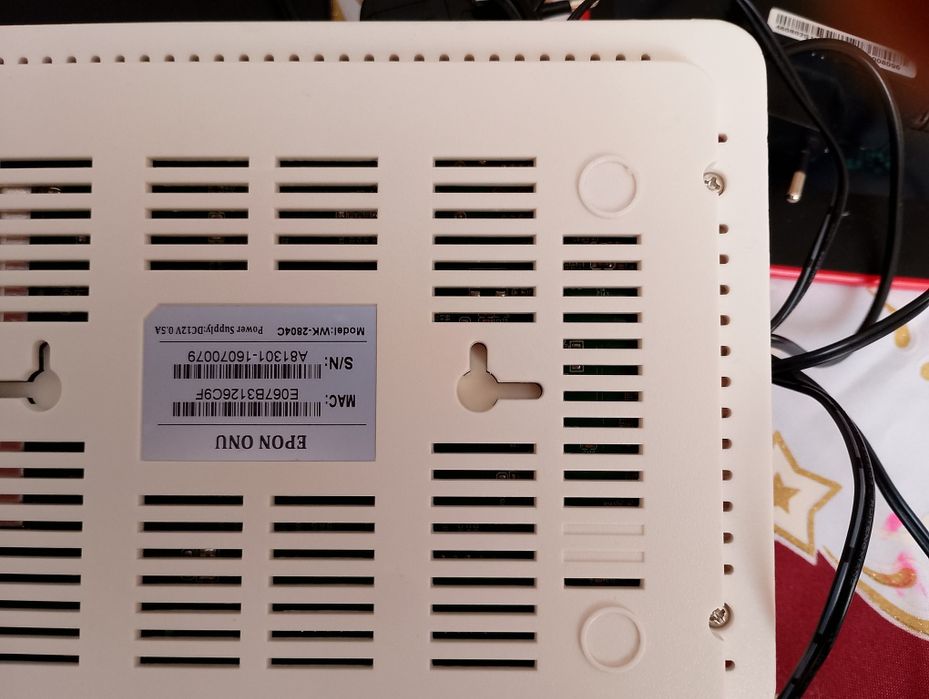 EPON ONU
MAC:
E067B3126C9F
S/N:
A81301-16070079
Model:WK-2804C Power Supply:DC12V 0.5A